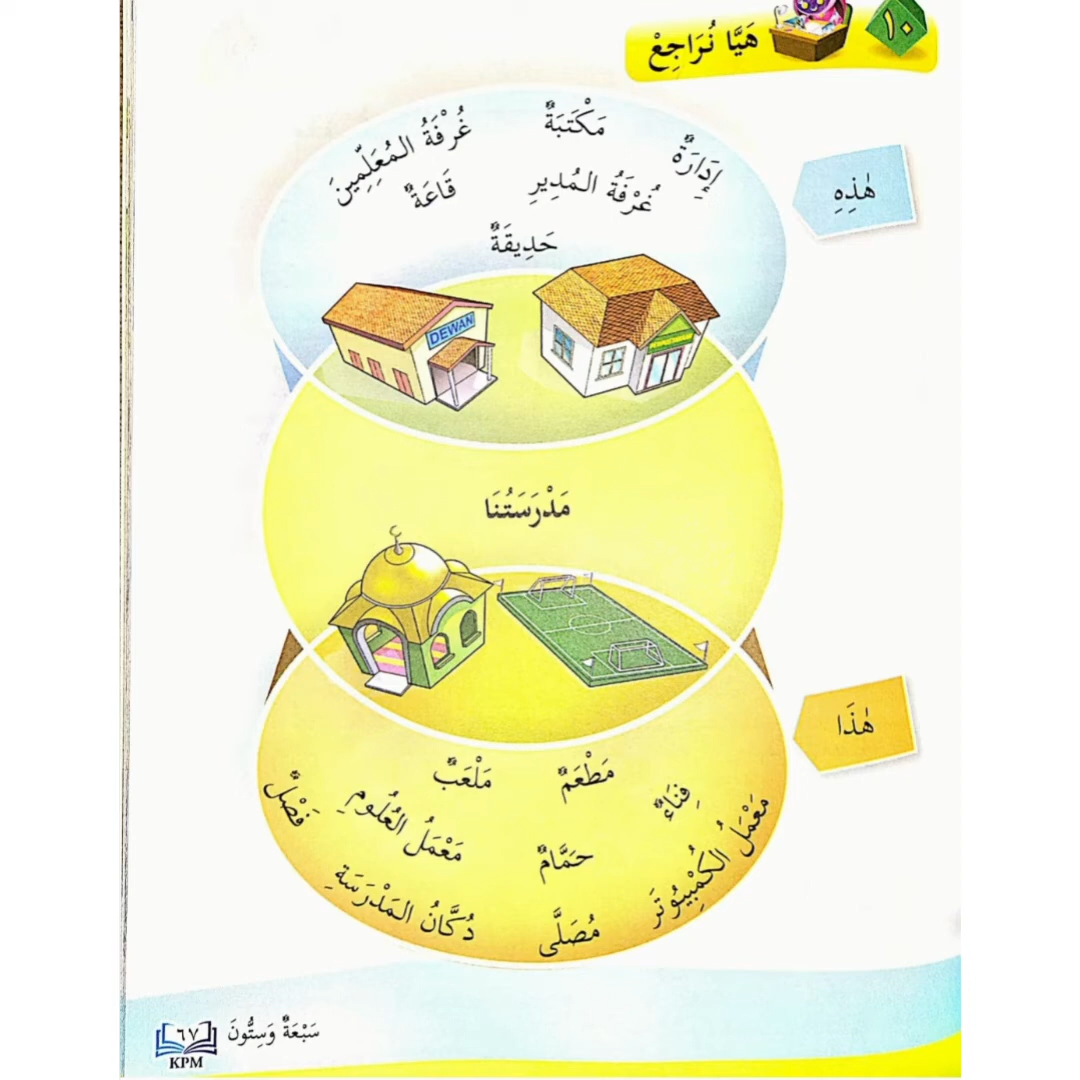 ١٠
هَيَّا نُرَاجِعْ
هٰذِهِ
إِدَارَةٌ
مَكْتَبَةٌ
غُرْفَةُ المُعَلِّمِينَ
غُرْفَةُ المُدِيرِ
قَاعَةٌ
حَدِيقَةٌ
DEWAN
مَدْرَسَتُنَا
هٰذَا
فِنَاءٌ
مَطْعَمٌ
مَلْعَبٌ
فَصْلٌ
مَعْمَلُ العُلُومِ
مَعْمَلُ الكُمْبِيُوتَر
حَمَّامٌ
مُصَلَّى
دُكَّانُ المَدْرَسَةِ
سَبْعَةٌ وَسِتُّونَ
٦٧
KPM